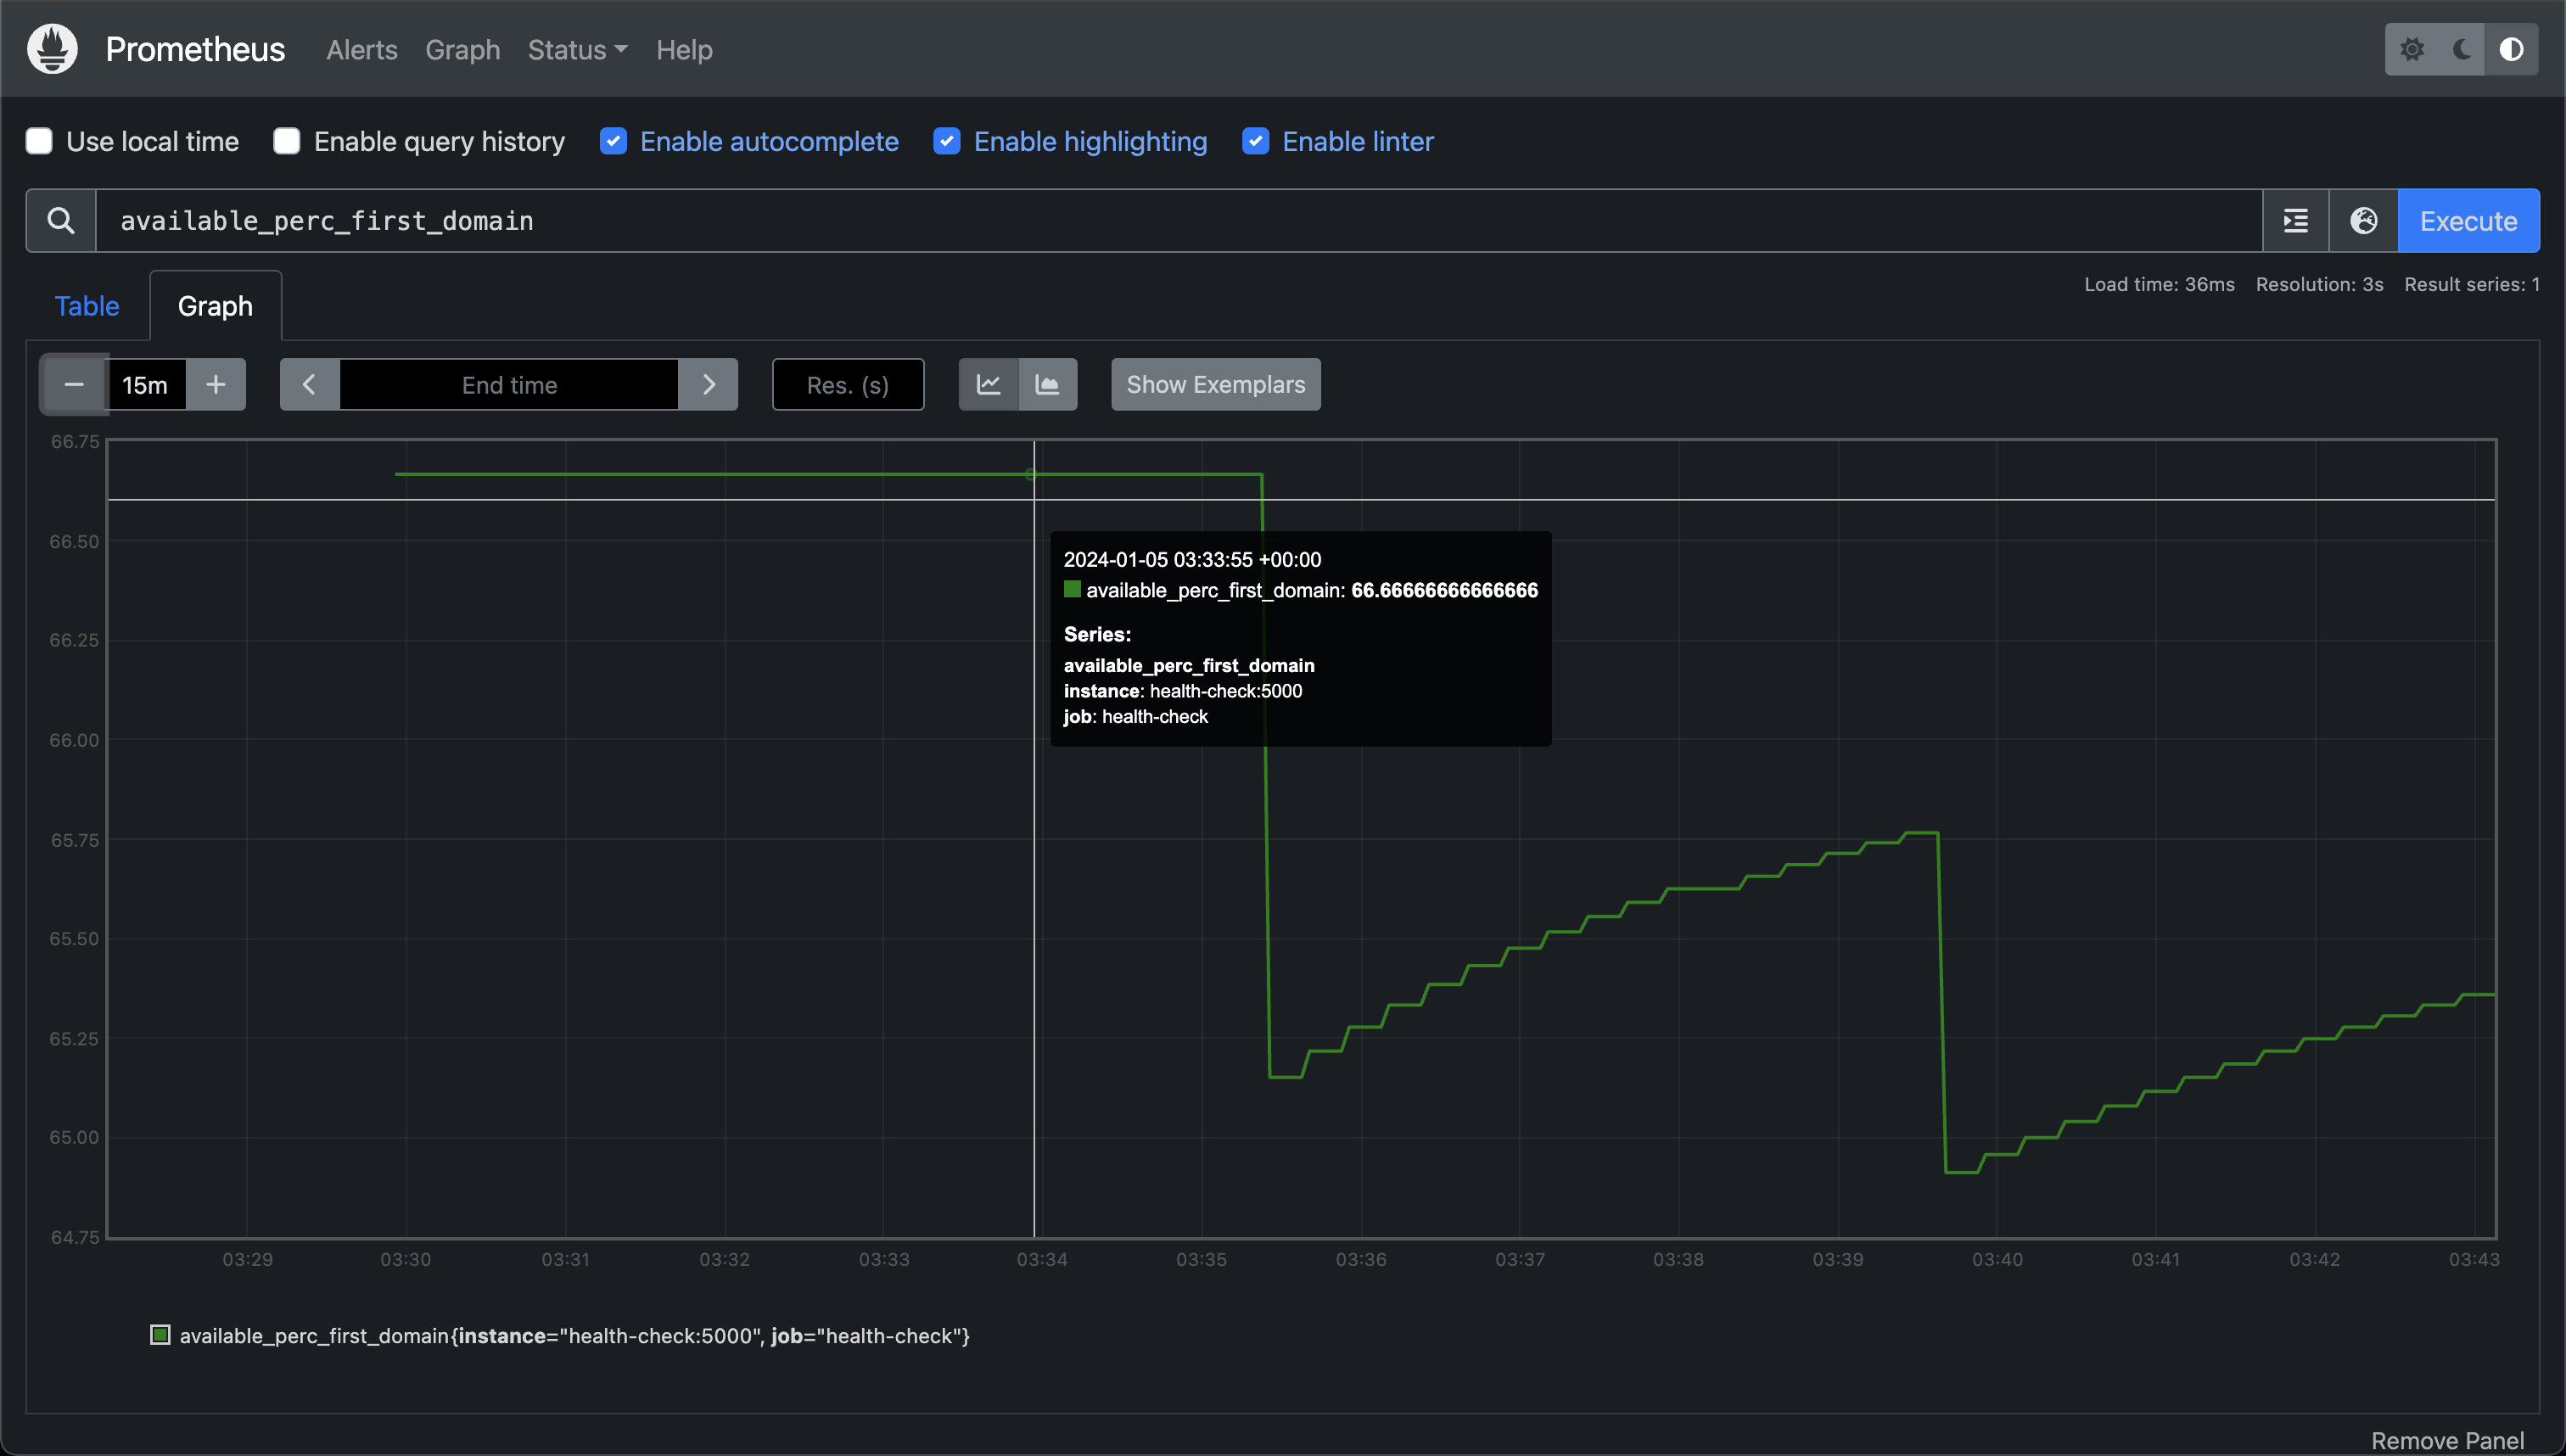 Prometheus Alerts Graph Status Help
Use local time Enable query history Enable autocomplete Enable highlighting Enable linter
available_perc_first_domain Execute
Load time: 36ms Resolution: 3s Result series: 1
Table Graph
− 15m + End time Res. (s) Show Exemplars
66.75
66.50
66.25
66.00
65.75
65.50
65.25
65.00
64.75
2024-01-05 03:33:55 +00:00
available_perc_first_domain: 66.66666666666666
Series:
available_perc_first_domain
instance: health-check:5000
job: health-check
03:29 03:30 03:31 03:32 03:33 03:34 03:35 03:36 03:37 03:38 03:39 03:40 03:41 03:42 03:43
available_perc_first_domain{instance="health-check:5000", job="health-check"}
Remove Panel